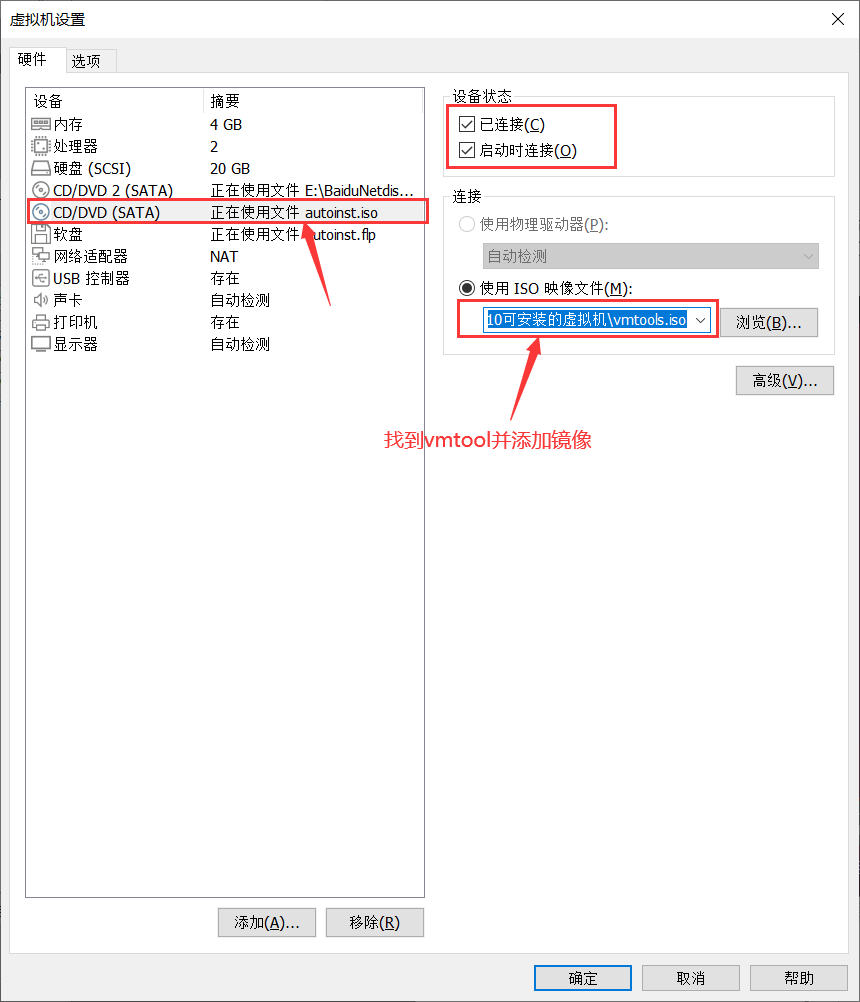 虚拟机设置
硬件 选项
设备 摘要
内存 4 GB
处理器 2
硬盘 (SCSI) 20 GB
CD/DVD 2 (SATA) 正在使用文件 E:\BaiduNetdis...
CD/DVD (SATA) 正在使用文件 autoinst.iso
软盘 正在使用文件 autoinst.flp
网络适配器 NAT
USB 控制器 存在
声卡 自动检测
打印机 存在
显示器 自动检测
添加(A)... 移除(R)
设备状态
已连接(C)
启动时连接(O)
连接
使用物理驱动器(P):
自动检测
使用 ISO 映像文件(M):
10可安装的虚拟机\vmtools.iso 浏览(B)...
高级(V)...
找到vmtool并添加镜像
确定 取消 帮助